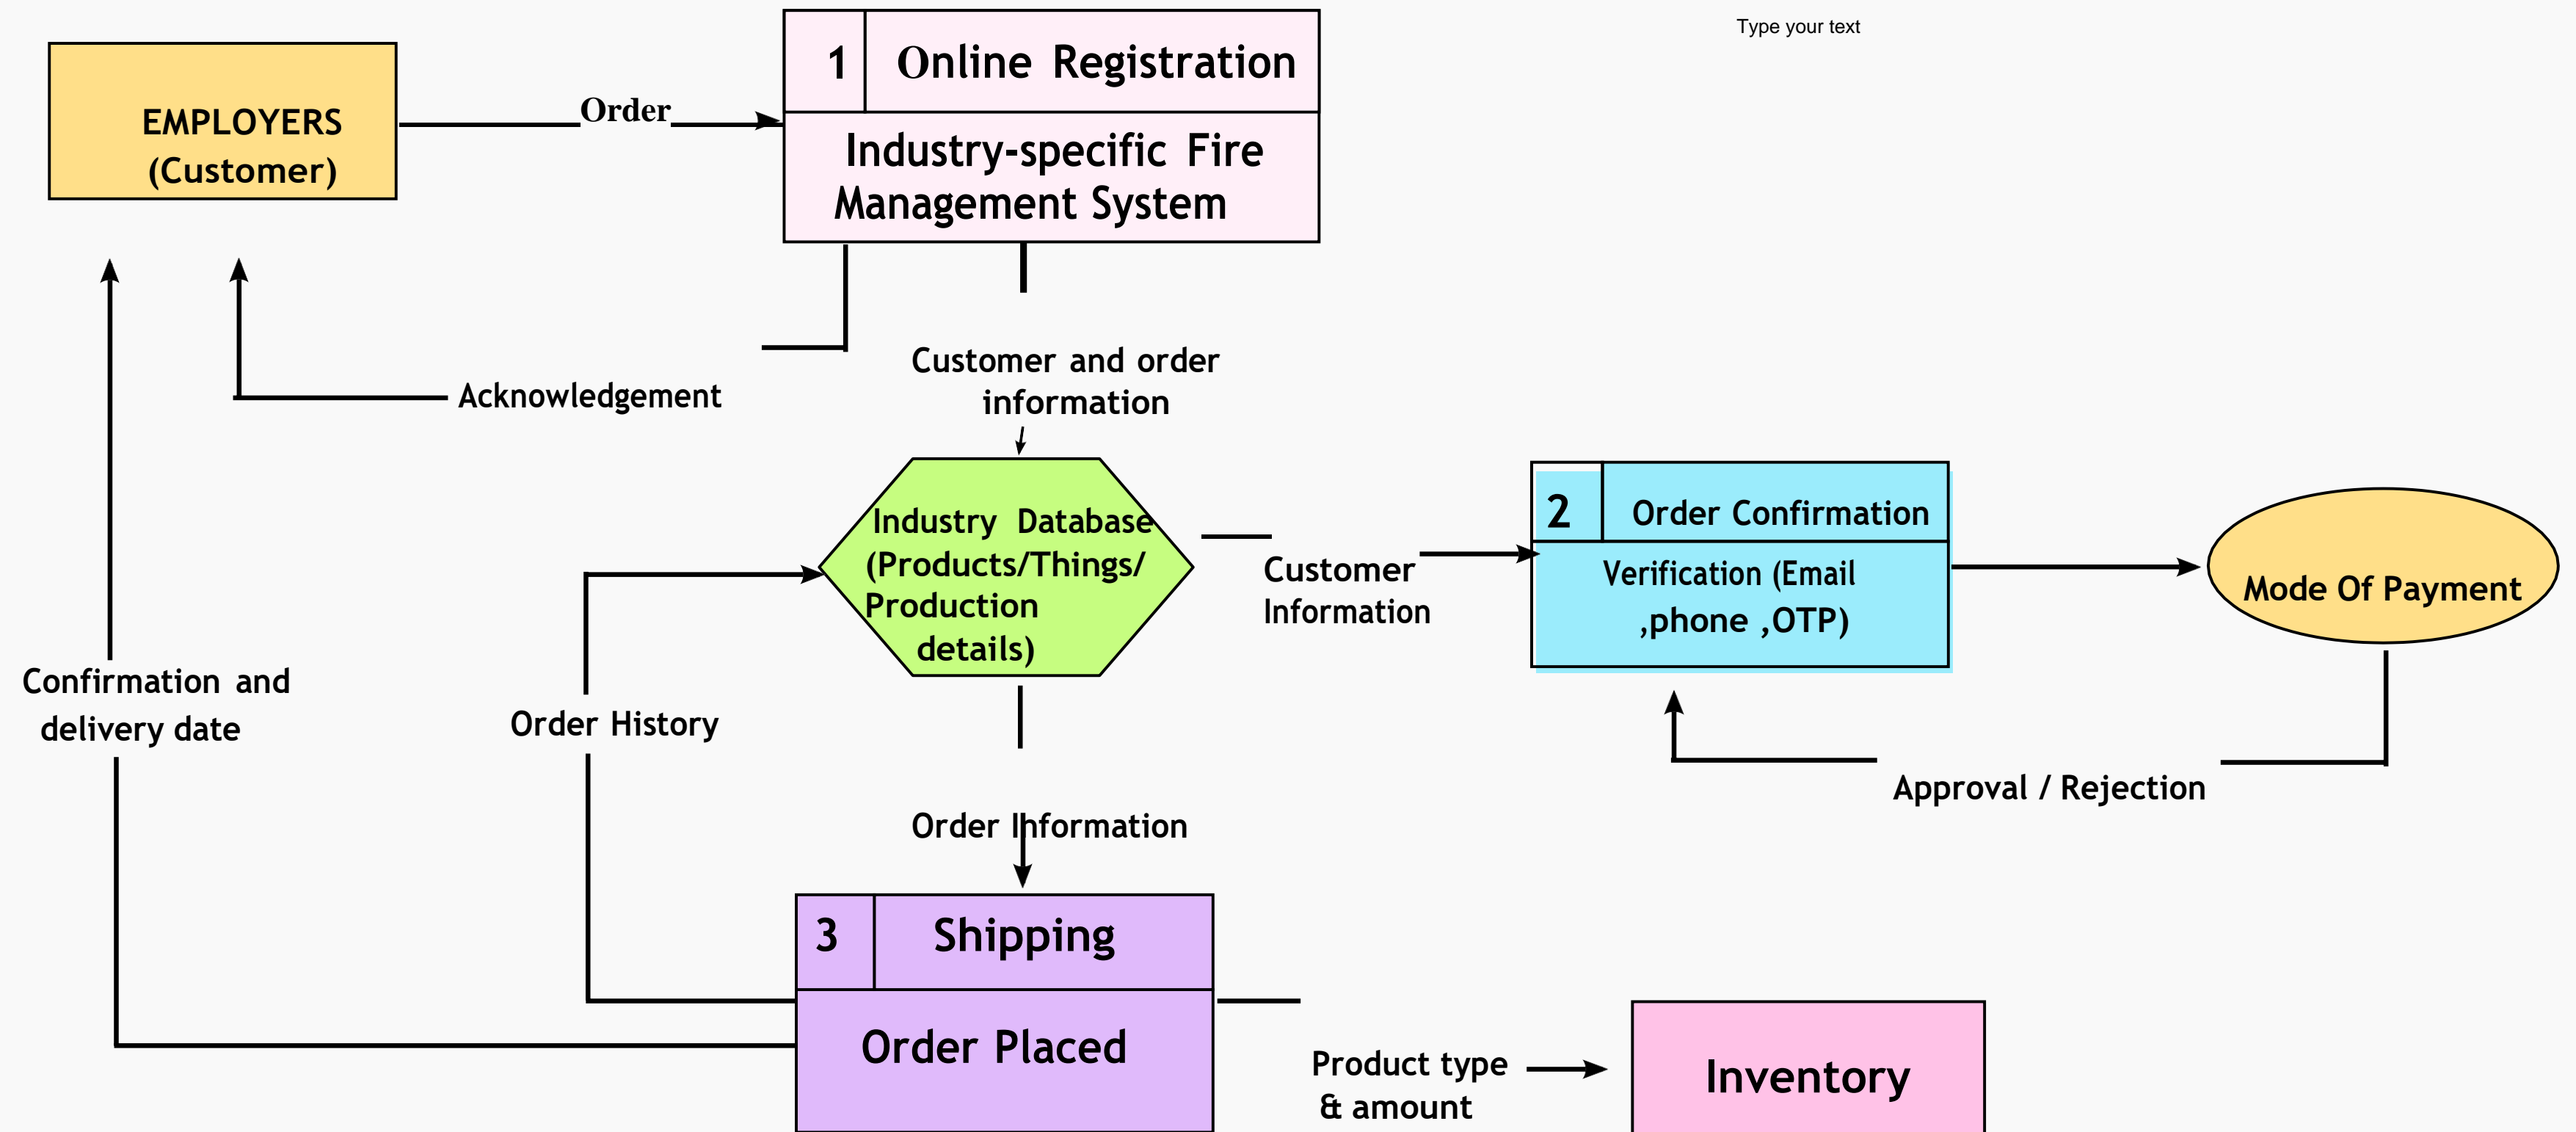 Type your text
1
Online Registration
EMPLOYERS
(Customer)
Order
Industry-specific Fire
Management System
Customer and order
information
Acknowledgement
Industry Database
(Products/Things/
Production
details)
2
Order Confirmation
Customer
Information
Verification (Email
,phone ,OTP)
Mode Of Payment
Confirmation and
delivery date
Order History
Approval / Rejection
Order Information
3
Shipping
Order Placed
Product type
& amount
Inventory